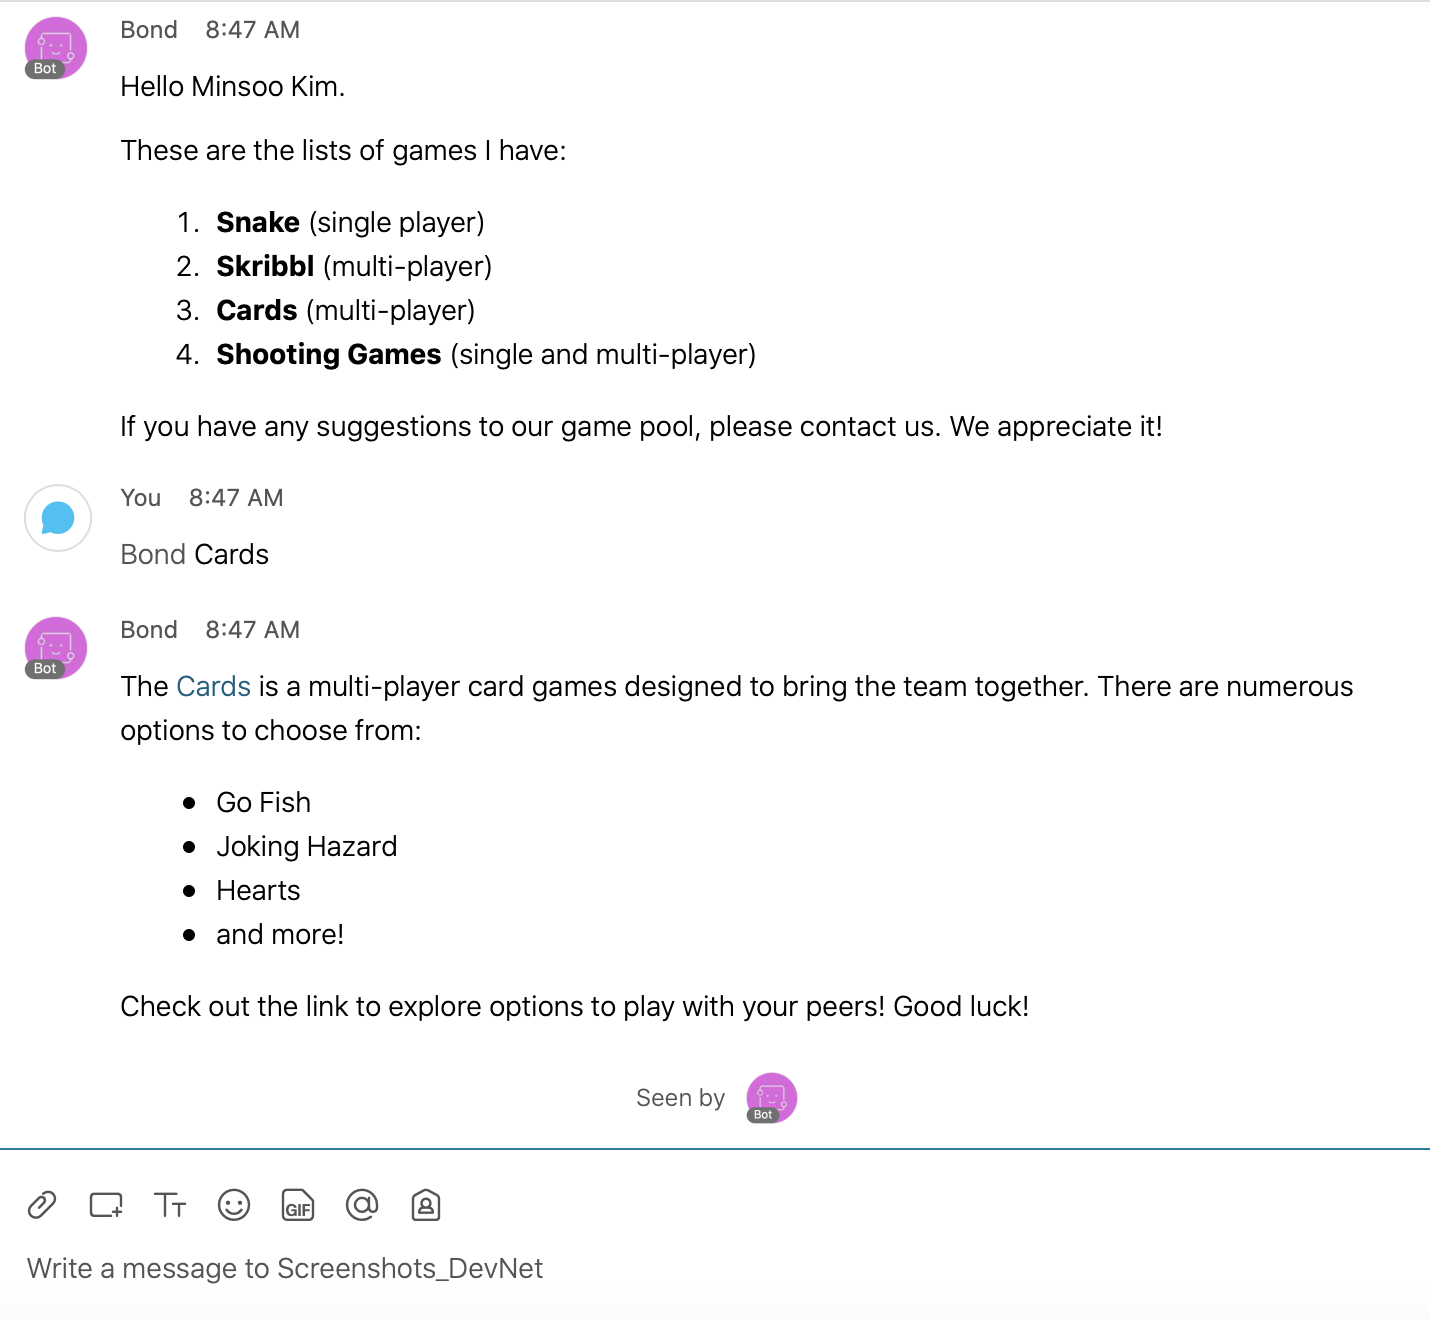 Bond 8:47 AM
Bot
Hello Minsoo Kim.
These are the lists of games I have:
1. Snake (single player)
2. Skribbl (multi-player)
3. Cards (multi-player)
4. Shooting Games (single and multi-player)
If you have any suggestions to our game pool, please contact us. We appreciate it!
You 8:47 AM
Bond Cards
Bond 8:47 AM
Bot
The Cards is a multi-player card games designed to bring the team together. There are numerous
options to choose from:
• Go Fish
• Joking Hazard
• Hearts
• and more!
Check out the link to explore options to play with your peers! Good luck!
Seen by
Bot
GIF
Write a message to Screenshots_DevNet